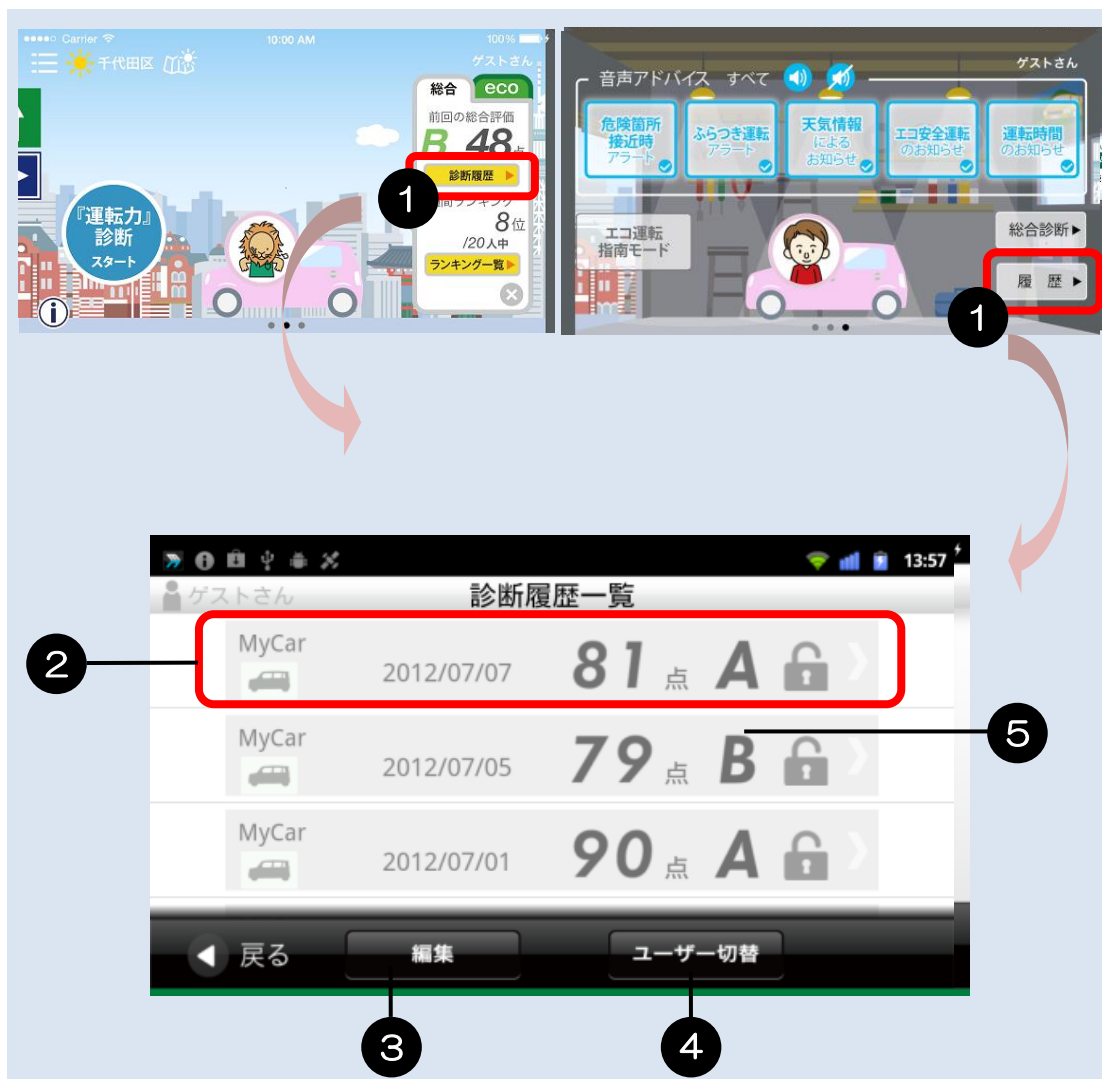 Carrier
10:00 AM
100%
千代田区
ゲストさん
総合
eco
前回の総合評価
B 48点
診断履歴 ▶
間ランキング
8位
/20人中
ランキング一覧▶
『運転力』
診断
スタート
1
音声アドバイス すべて
ゲストさん
危険箇所
接近時
アラート
ふらつき運転
アラート
天気情報
による
お知らせ
エコ安全運転
のお知らせ
運転時間
のお知らせ
エコ運転
指南モード
総合診断▶
履 歴 ▶
1
13:57
ゲストさん
診断履歴一覧
2
MyCar
2012/07/07
81 点 A
MyCar
2012/07/05
79 点 B
5
MyCar
2012/07/01
90 点 A
戻る
編集
ユーザー切替
3
4